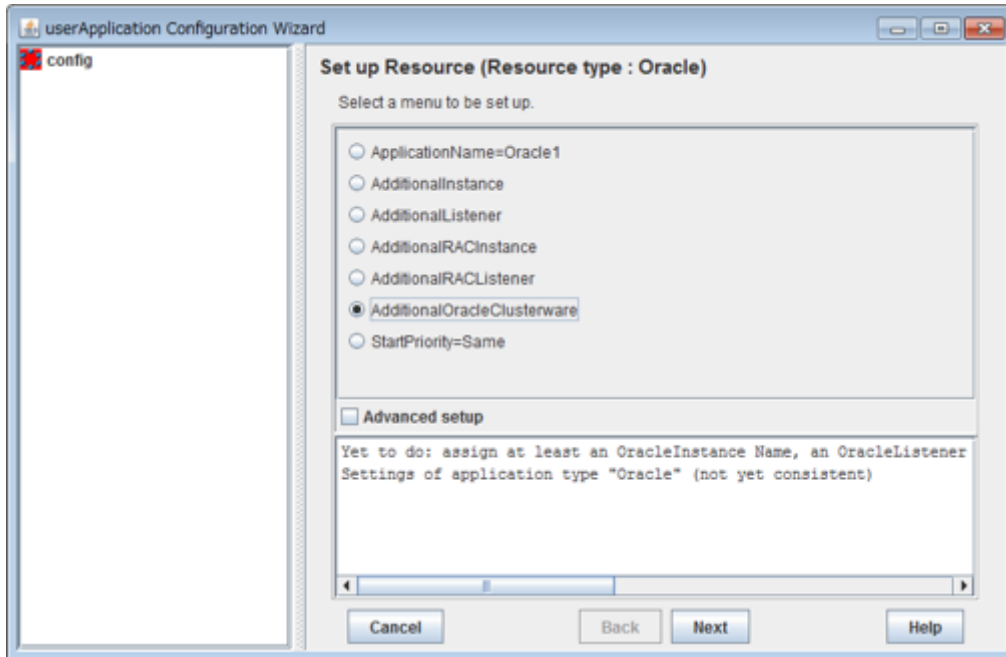 userApplication Configuration Wizard
config
Set up Resource (Resource type : Oracle)
Select a menu to be set up.
ApplicationName=Oracle1
AdditionalInstance
AdditionalListener
AdditionalRACInstance
AdditionalRACListener
AdditionalOracleClusterware
StartPriority=Same
Advanced setup
Yet to do: assign at least an OracleInstance Name, an OracleListener
Settings of application type "Oracle" (not yet consistent)
Cancel Back Next Help